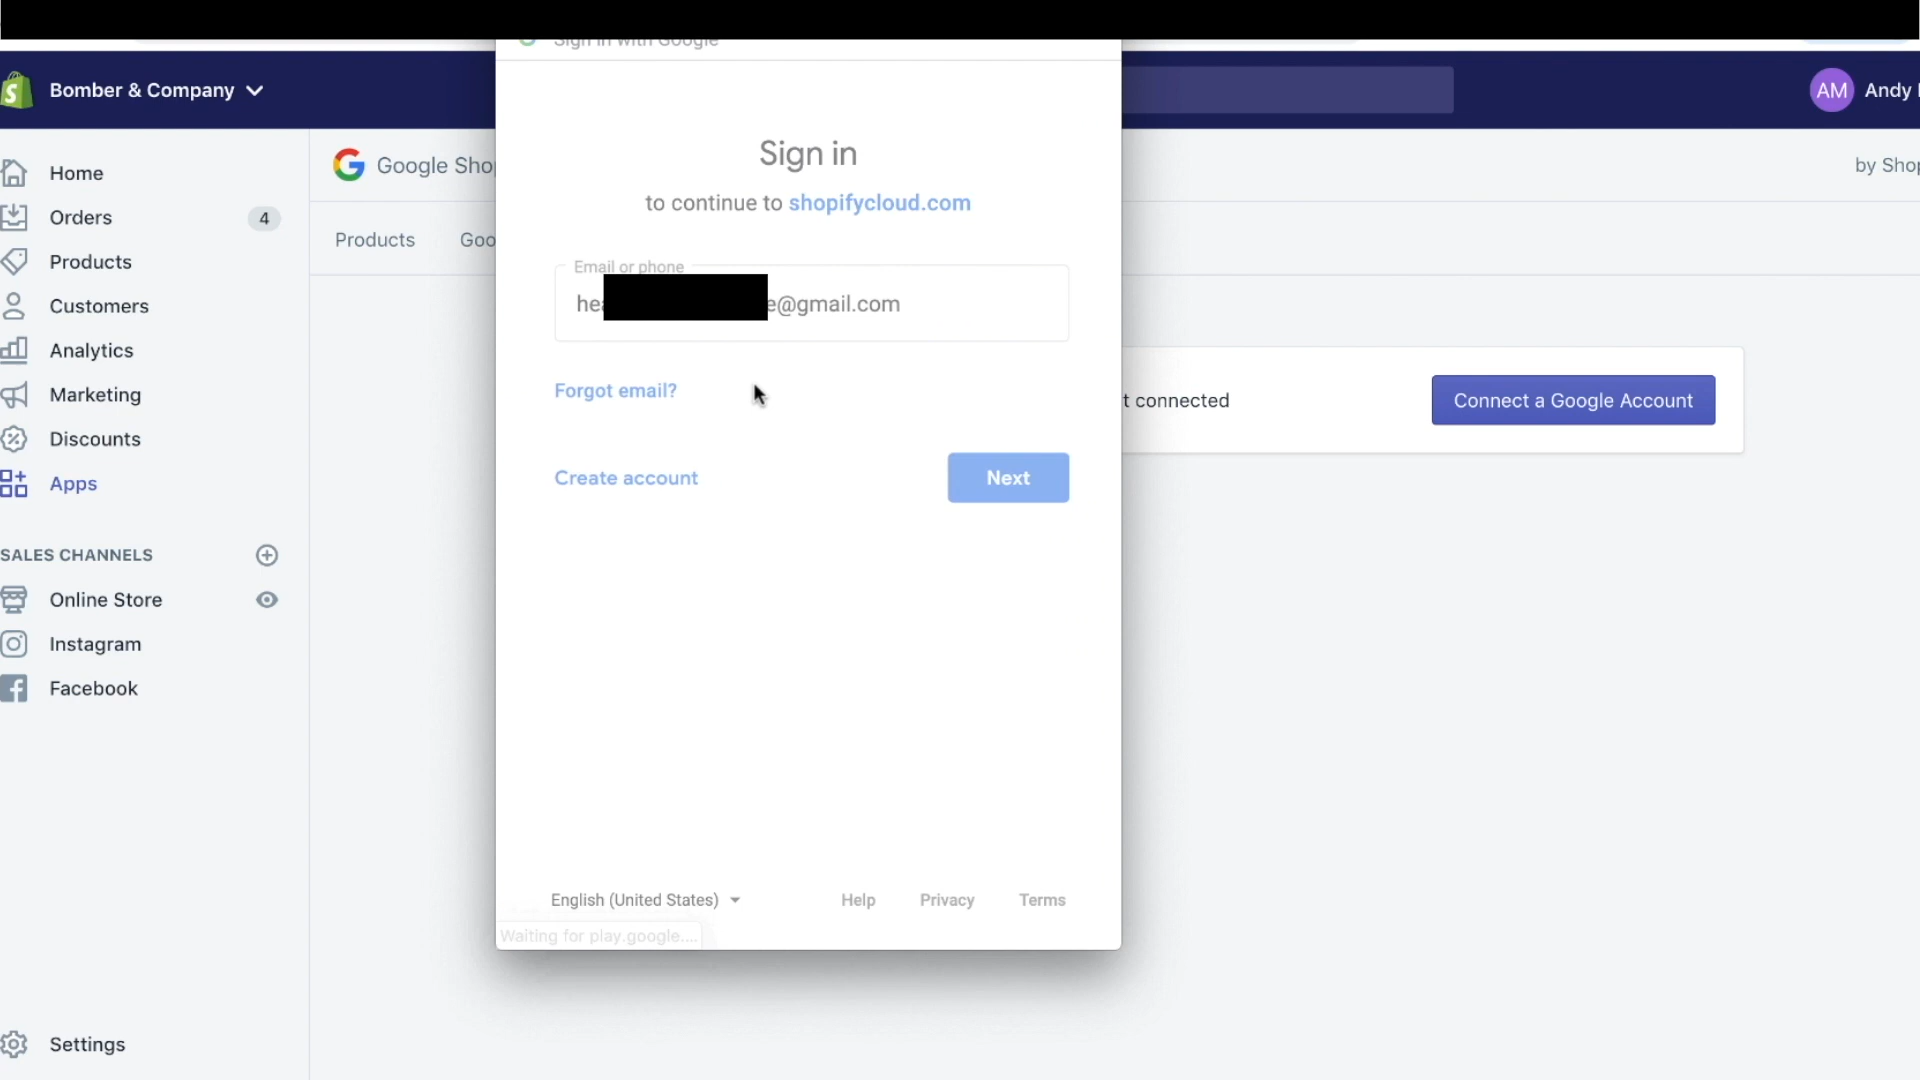 Sign in with Google
Bomber & Company
AM
Andy
Home
Orders
4
Products
Customers
Analytics
Marketing
Discounts
Apps
SALES CHANNELS
Online Store
Instagram
Facebook
Settings
Google Shop
by Shop
Products
Goo
Sign in
to continue to shopifycloud.com
Email or phone
hea e@gmail.com
Forgot email?
Create account
Next
t connected
Connect a Google Account
English (United States)
Help
Privacy
Terms
Waiting for play.google....